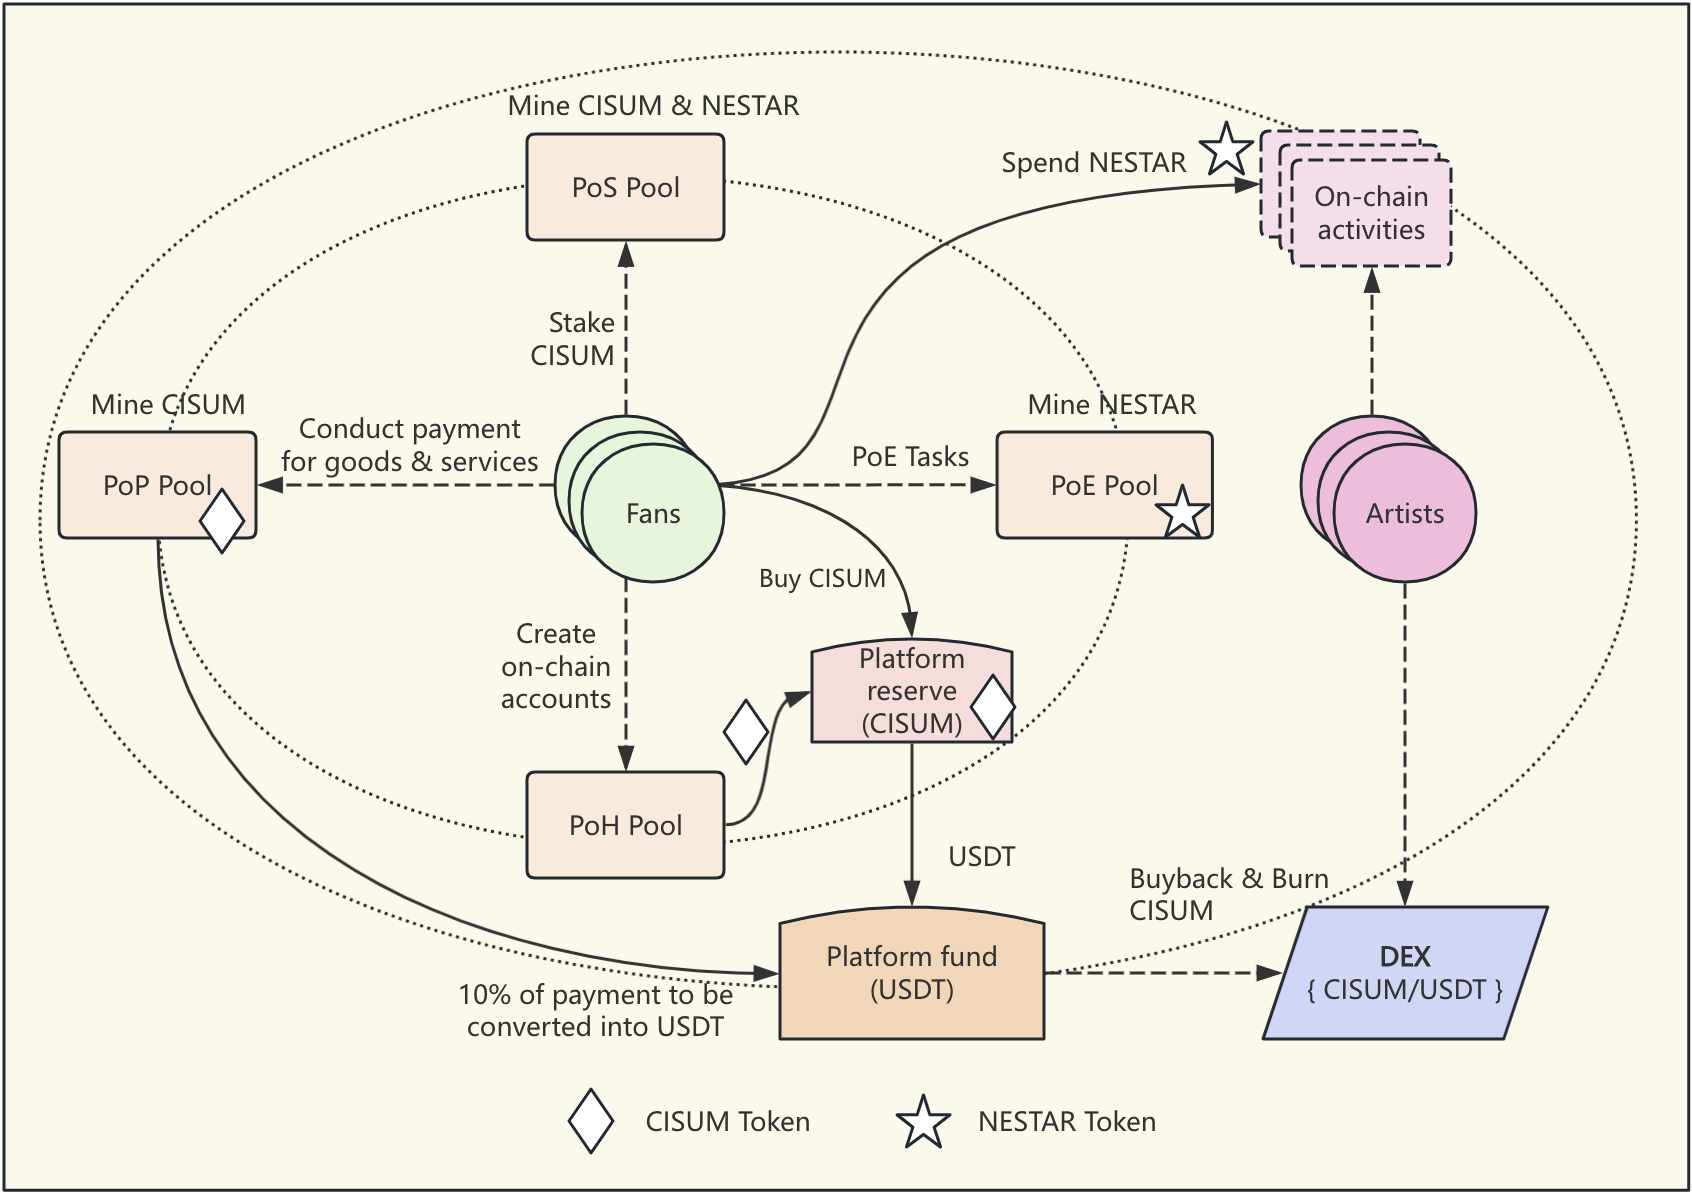 Mine CISUM & NESTAR
PoS Pool
Spend NESTAR
On-chain
activities
Stake
CISUM
Mine CISUM
Conduct payment
for goods & services
PoP Pool
Fans
PoE Tasks
Mine NESTAR
PoE Pool
Artists
Buy CISUM
Create
on-chain
accounts
Platform
reserve
(CISUM)
PoH Pool
USDT
Buyback & Burn
CISUM
Platform fund
(USDT)
DEX
{ CISUM/USDT }
10% of payment to be
converted into USDT
CISUM Token
NESTAR Token